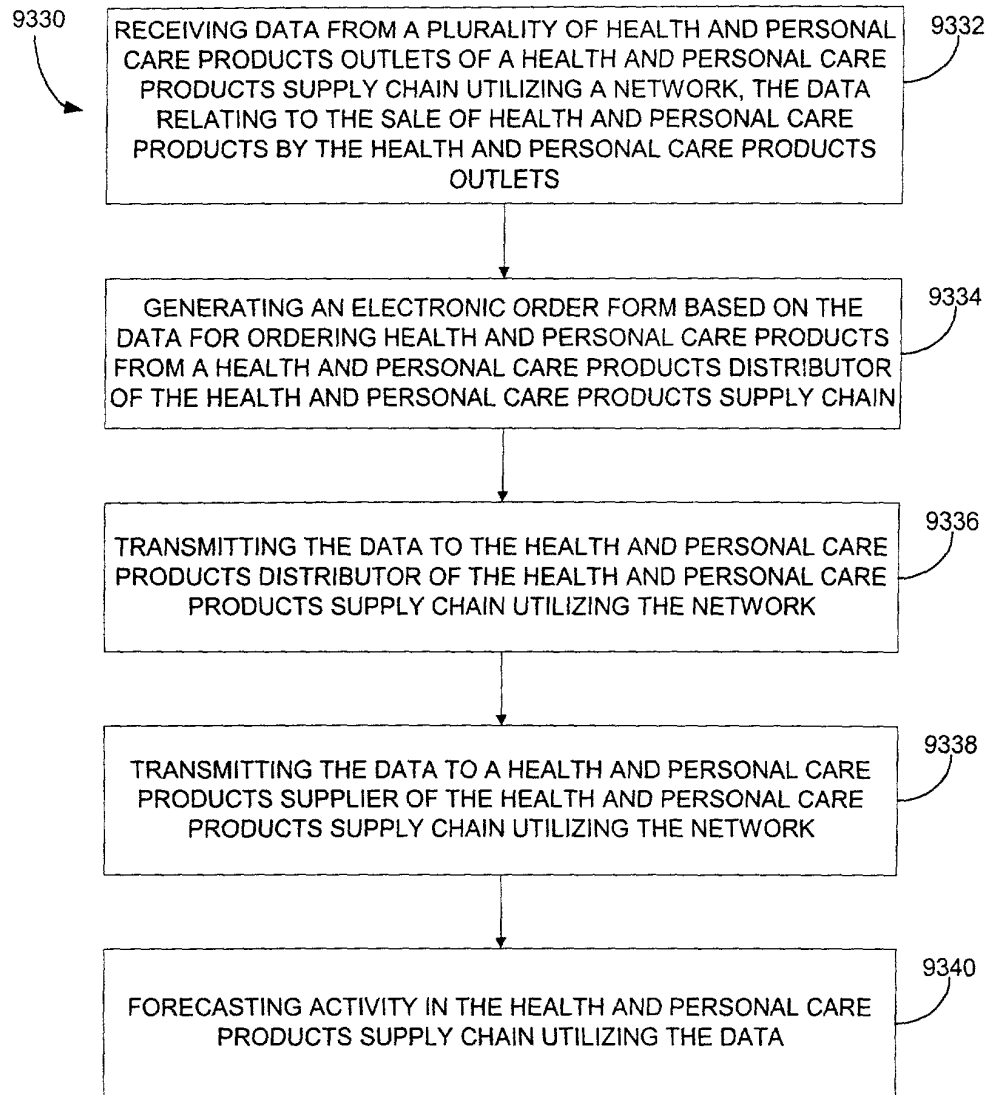 9330
RECEIVING DATA FROM A PLURALITY OF HEALTH AND PERSONAL
CARE PRODUCTS OUTLETS OF A HEALTH AND PERSONAL CARE
PRODUCTS SUPPLY CHAIN UTILIZING A NETWORK, THE DATA
RELATING TO THE SALE OF HEALTH AND PERSONAL CARE
PRODUCTS BY THE HEALTH AND PERSONAL CARE PRODUCTS
OUTLETS
9332
GENERATING AN ELECTRONIC ORDER FORM BASED ON THE
DATA FOR ORDERING HEALTH AND PERSONAL CARE PRODUCTS
FROM A HEALTH AND PERSONAL CARE PRODUCTS DISTRIBUTOR
OF THE HEALTH AND PERSONAL CARE PRODUCTS SUPPLY CHAIN
9334
TRANSMITTING THE DATA TO THE HEALTH AND PERSONAL CARE
PRODUCTS DISTRIBUTOR OF THE HEALTH AND PERSONAL CARE
PRODUCTS SUPPLY CHAIN UTILIZING THE NETWORK
9336
TRANSMITTING THE DATA TO A HEALTH AND PERSONAL CARE
PRODUCTS SUPPLIER OF THE HEALTH AND PERSONAL CARE
PRODUCTS SUPPLY CHAIN UTILIZING THE NETWORK
9338
FORECASTING ACTIVITY IN THE HEALTH AND PERSONAL CARE
PRODUCTS SUPPLY CHAIN UTILIZING THE DATA
9340